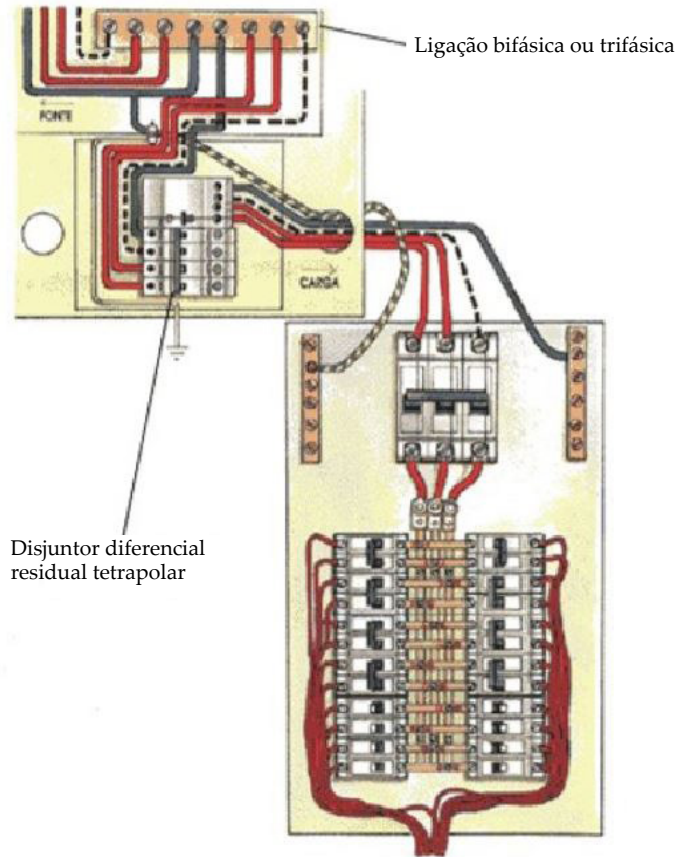 Ligação bifásica ou trifásica
FONTE
CARGA
Disjuntor diferencial
residual tetrapolar